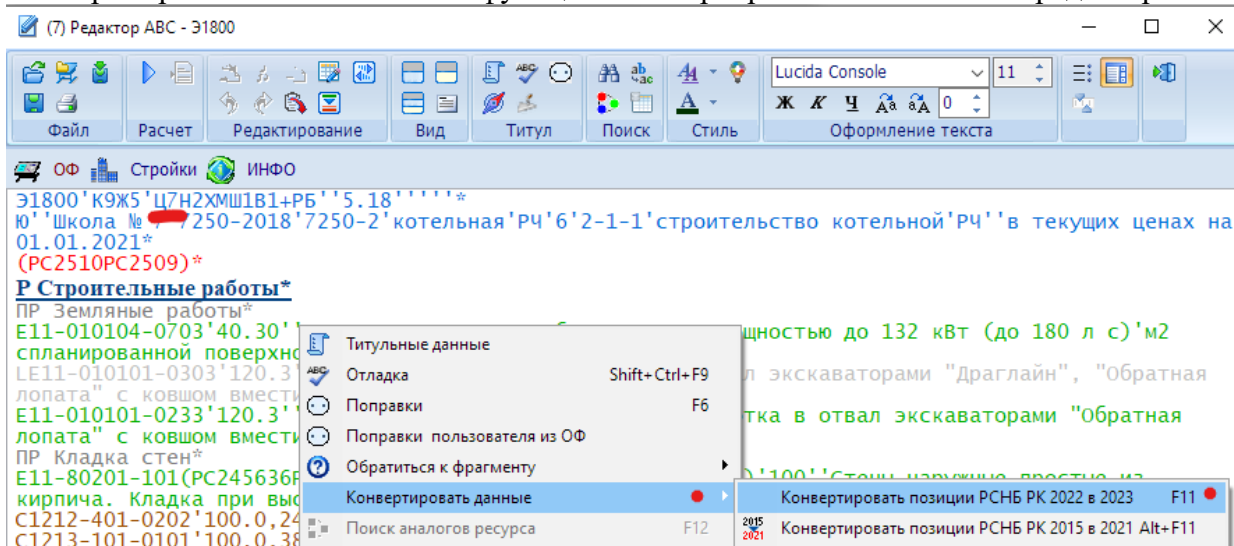 (7) Редактор АВС - Э1800
Lucida Console 11
Ж К Ч 0
Файл Расчет Редактирование Вид Титул Поиск Стиль Оформление текста
ОФ Стройки ИНФО
Э1800'К9Ж5'Ц7Н2ХМШ1В1+РБ''5.18'''''*
Ю''Школа № 7250-2018'7250-2'котельная'РЧ'6'2-1-1'строительство котельной'РЧ''в текущих ценах на
01.01.2021*
(РС2510РС2509)*
Р Строительные работы*
ПР Земляные работы*
Е11-010104-0703'40.30'' щностью до 132 кВт (до 180 л с)'м2
спланированной
LЕ11-010101-0303'120.3' экскаваторами "Драглайн", "Обратная
лопата" с ковшом
Е11-010101-0233'120.3'' тка в отвал экскаваторами "Обратная
лопата" с ковшом
ПР Кладка стен*
Е11-80201-101(РС245636 '100''Стены наружные простые из
кирпича. Кладка при
С1212-401-0202'100.0,24
С1213-101-0101'100.0,38
Титульные данные
Отладка Shift+Ctrl+F9
Поправки F6
Поправки пользователя из ОФ
Обратиться к фрагменту
Конвертировать данные
Поиск аналогов ресурса F12
Конвертировать позиции РСНБ РК 2022 в 2023 F11
Конвертировать позиции РСНБ РК 2015 в 2021 Alt+F11